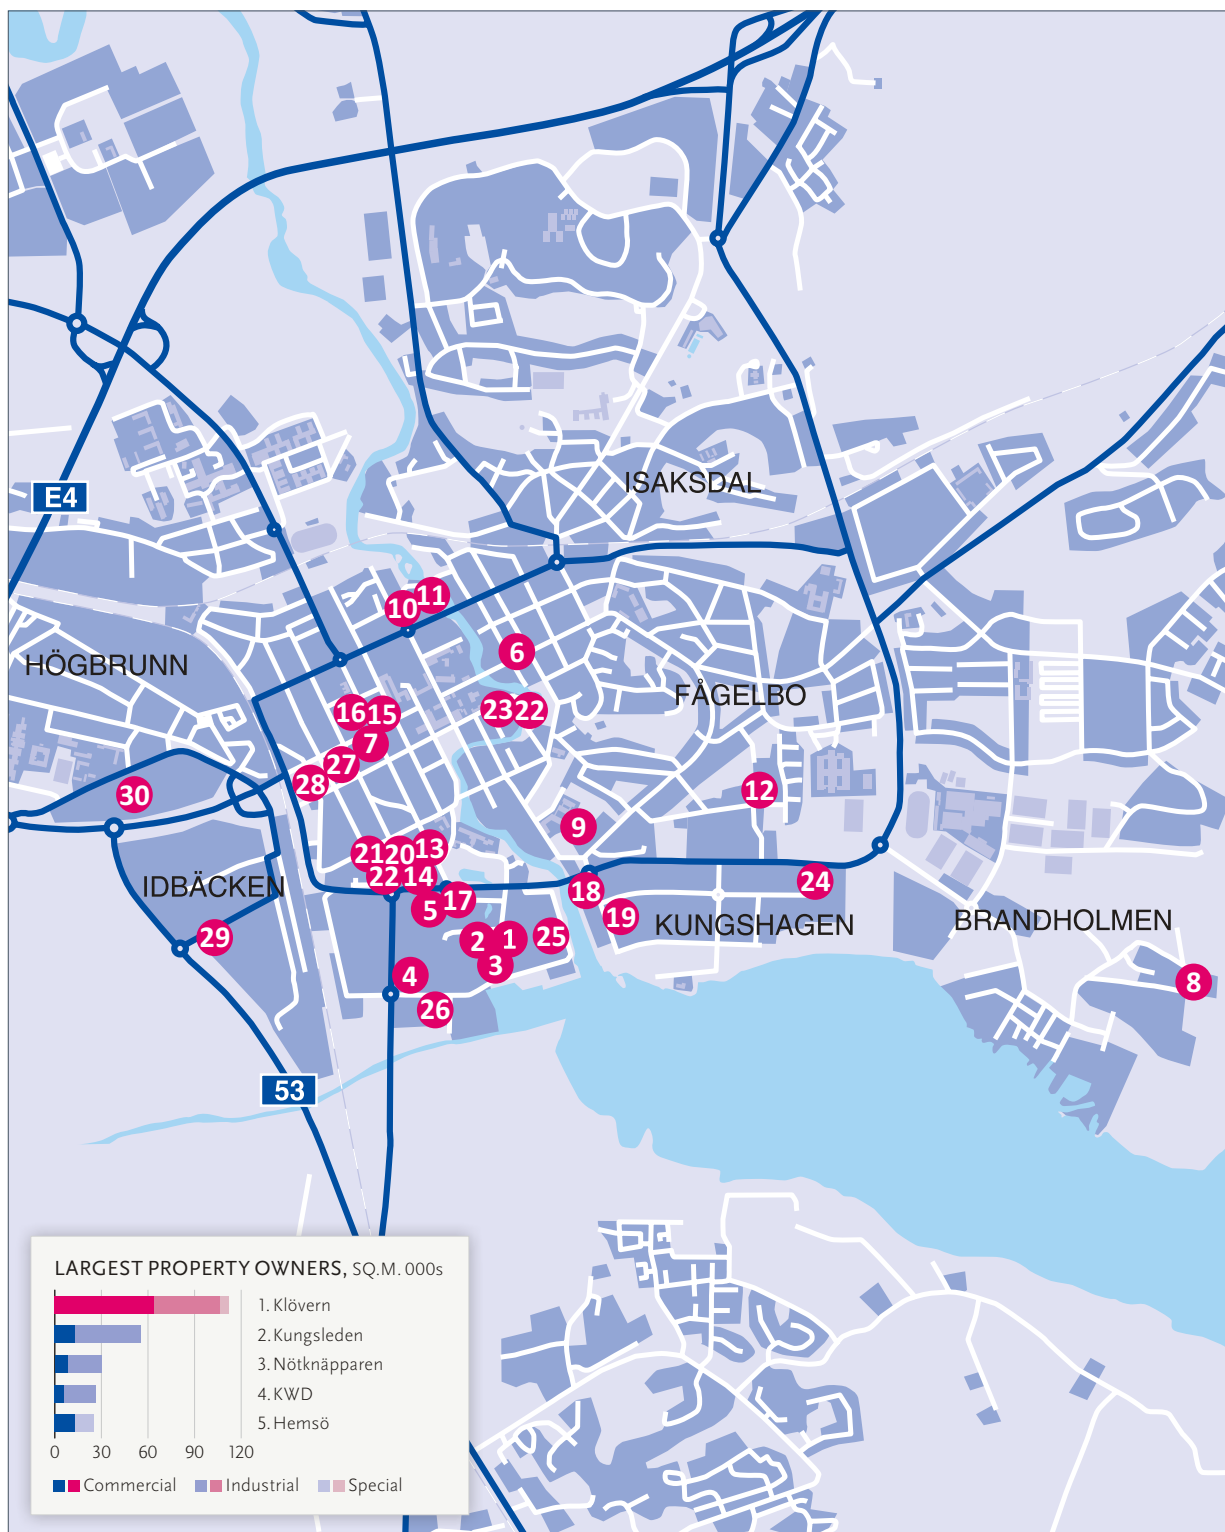 ISAKSDAL
E4
11
10
6
HÖGBRUNN
FÅGELBO
16
15
23
22
7
27
28
30
12
9
21
20
13
22
14
24
IDBÄCKEN
18
17
5
19
KUNGSHAGEN
BRANDHOLMEN
29
2
1
25
3
4
8
26
53
LARGEST PROPERTY OWNERS, SQ.M. 000s
1. Klövern
2. Kungsleden
3. Nötknäpparen
4. KWD
5. Hemsö
0 30 60 90 120
Commercial Industrial Special